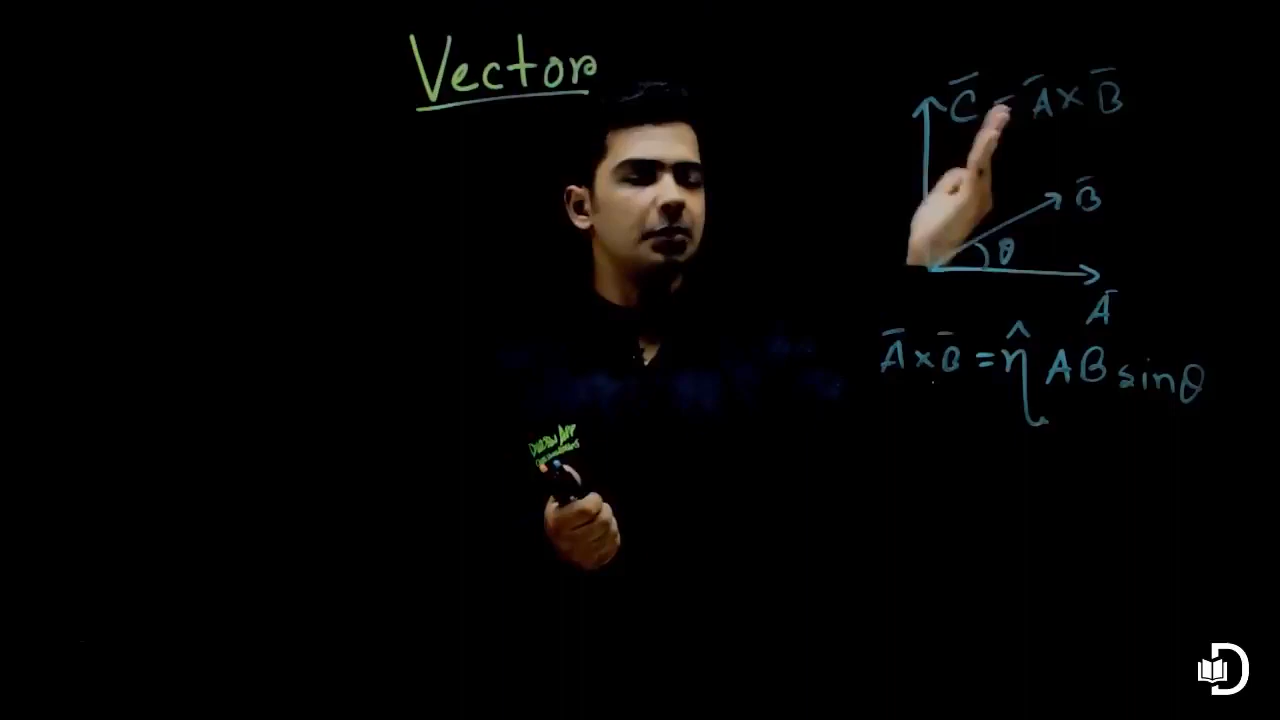 Vector
C̄ = Ā × B̄
B̄
θ
Ā
Ā × B̄ = η̂ AB sinθ